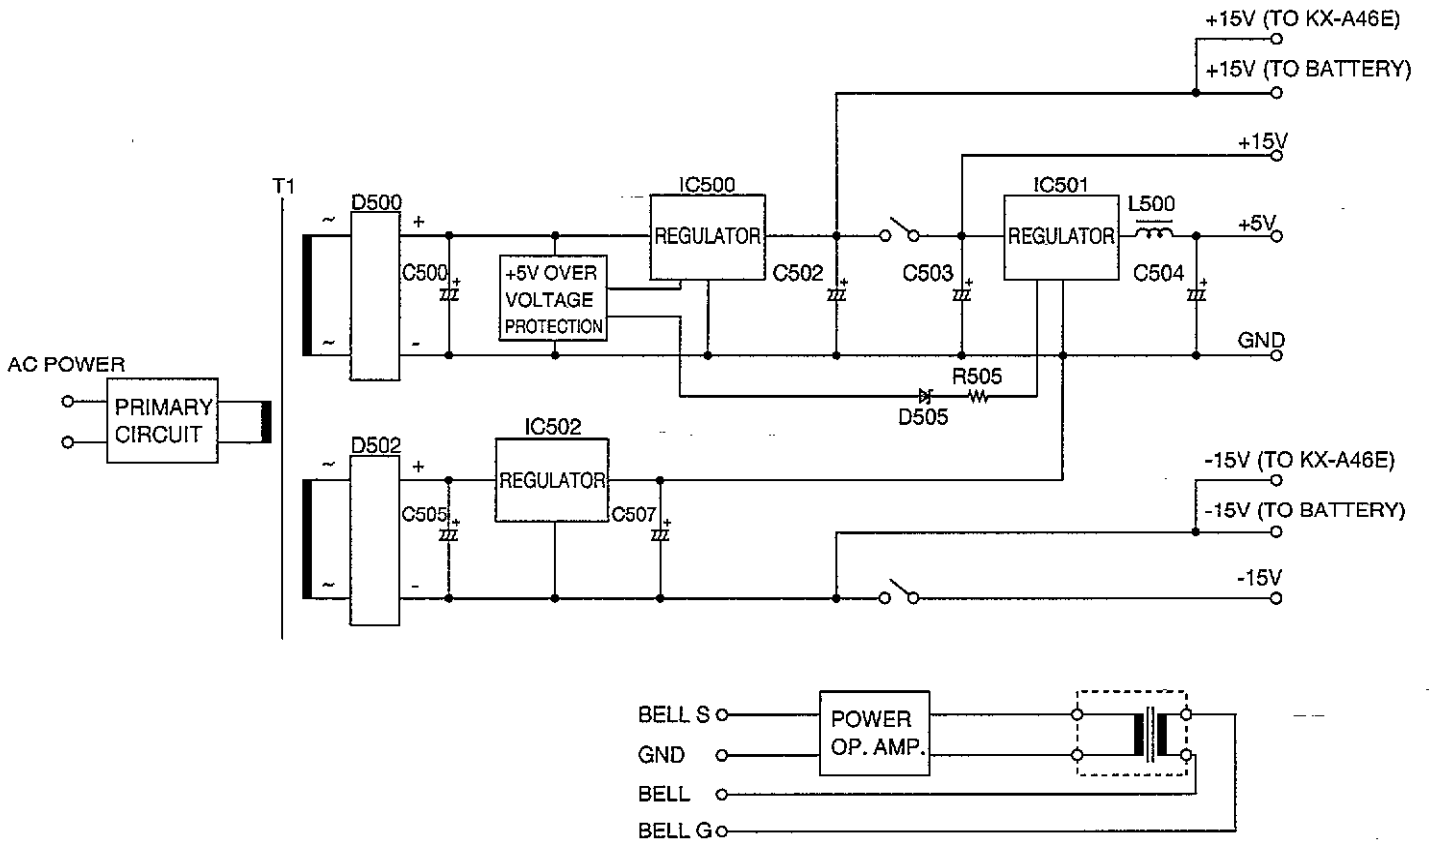 +15V (TO KX-A46E)
+15V (TO BATTERY)
+15V
T1
D500
IC500
IC501
L500
~
+
REGULATOR
REGULATOR
+5V
C500
+
+5V OVER
VOLTAGE
PROTECTION
C502
+
C503
+
C504
+
~
-
GND
AC POWER
PRIMARY
CIRCUIT
R505
D505
D502
IC502
~
+
REGULATOR
-15V (TO KX-A46E)
C505
+
C507
+
-15V (TO BATTERY)
~
-
-15V
BELL S
POWER
OP. AMP.
GND
BELL
BELL G